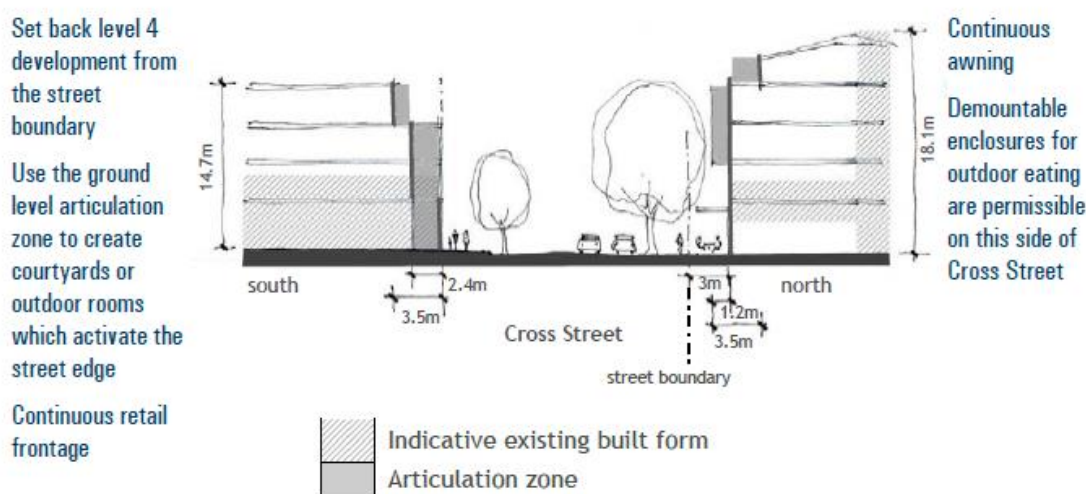 Set back level 4
development from
the street
boundary
Use the ground
level articulation
zone to create
courtyards or
outdoor rooms
which activate the
street edge
Continuous retail
frontage
14.7m
18.1m
south
2.4m
3.5m
Cross Street
3m
north
1.2m
3.5m
street boundary
Continuous
awning
Demountable
enclosures for
outdoor eating
are permissible
on this side of
Cross Street
Indicative existing built form
Articulation zone